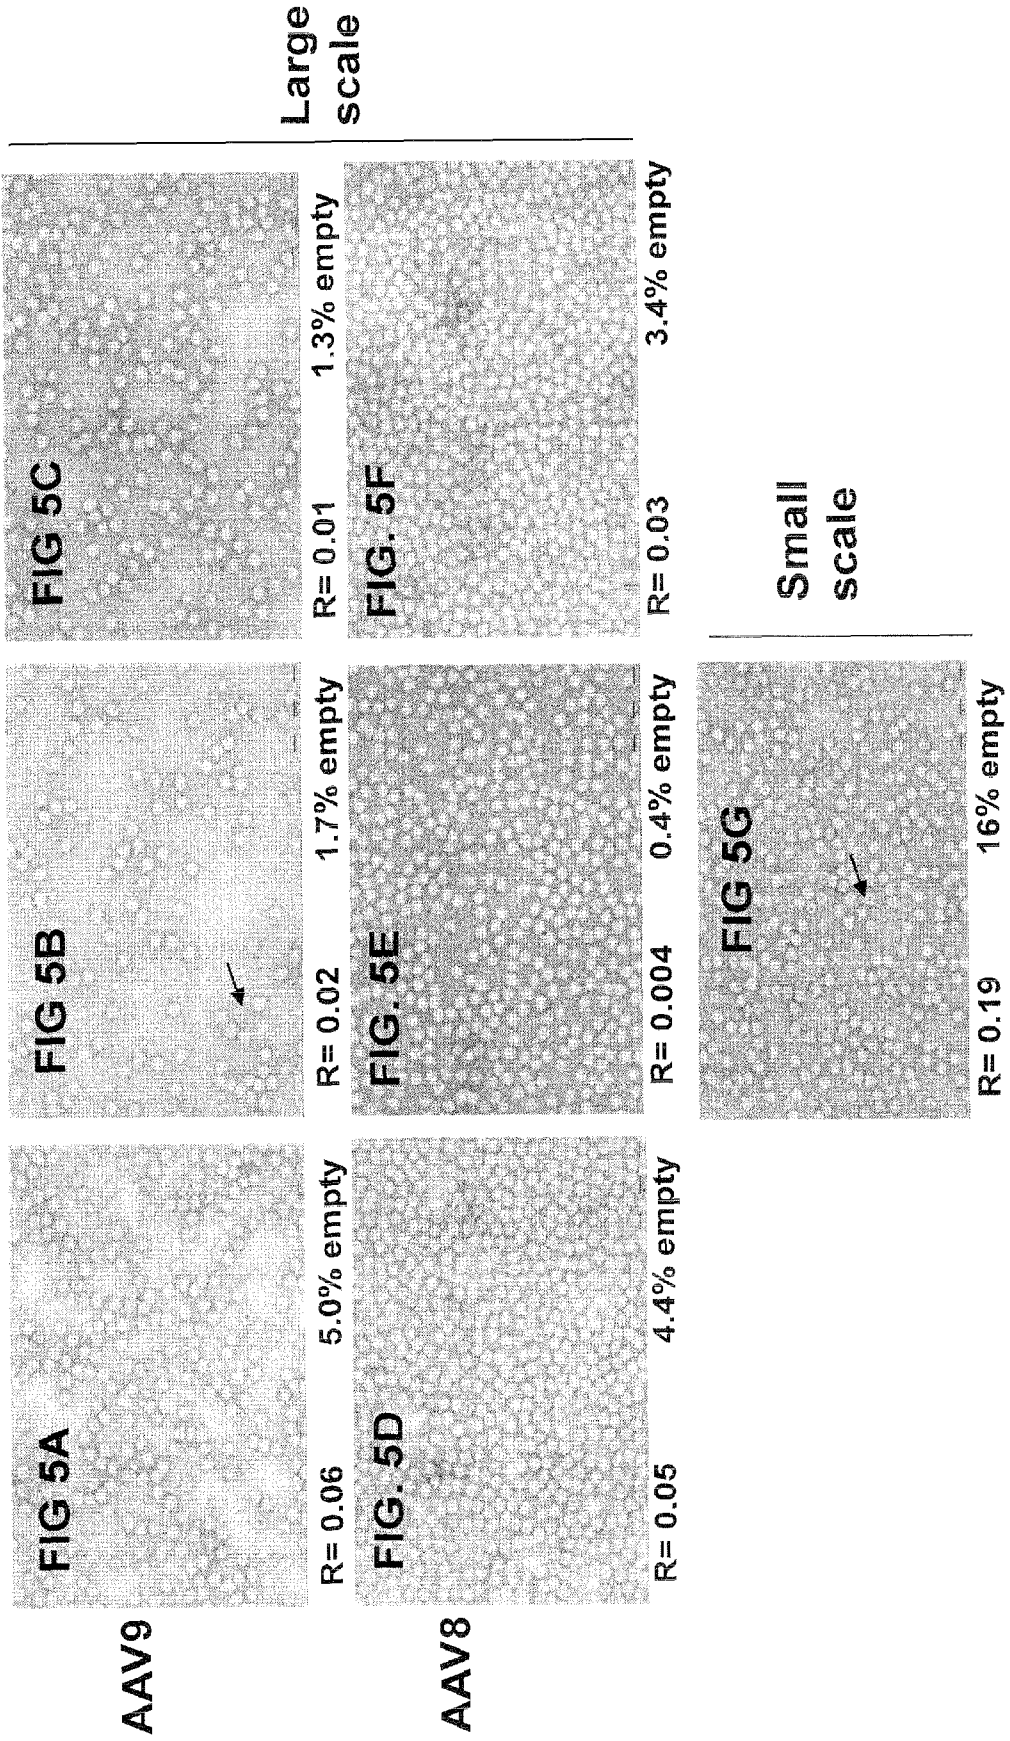 AAV9
FIG 5A
R= 0.06 5.0% empty
FIG 5B
R= 0.02 1.7% empty
FIG 5C
R= 0.01 1.3% empty
Large
scale
AAV8
FIG. 5D
R= 0.05 4.4% empty
FIG. 5E
R= 0.004 0.4% empty
FIG. 5F
R= 0.03 3.4% empty
FIG 5G
R= 0.19 16% empty
Small
scale